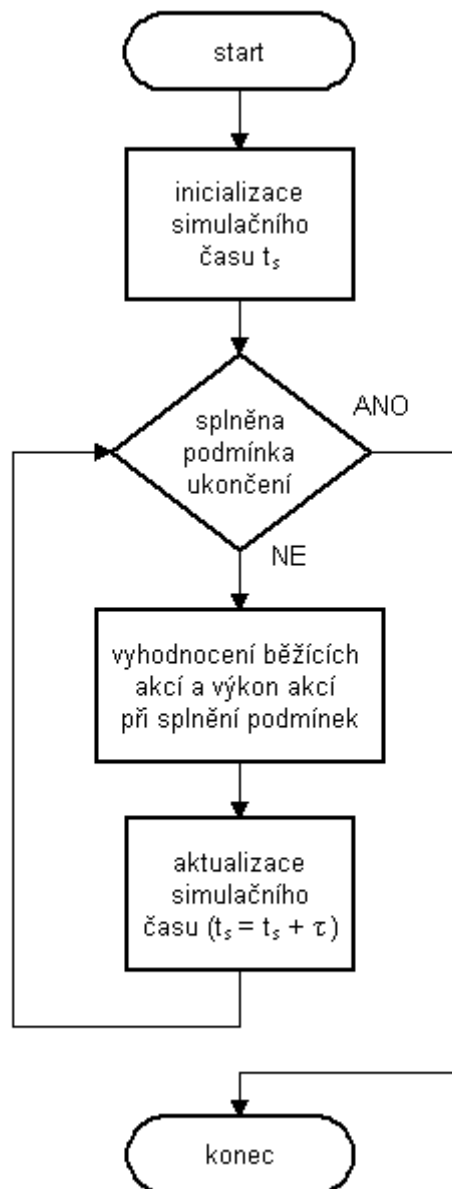 start
inicializace
simulačního
času tₛ
splněna
podmínka
ukončení
ANO
NE
vyhodnocení běžících
akcí a výkon akcí
při splnění podmínek
aktualizace
simulačního
času (tₛ = tₛ + τ)
konec